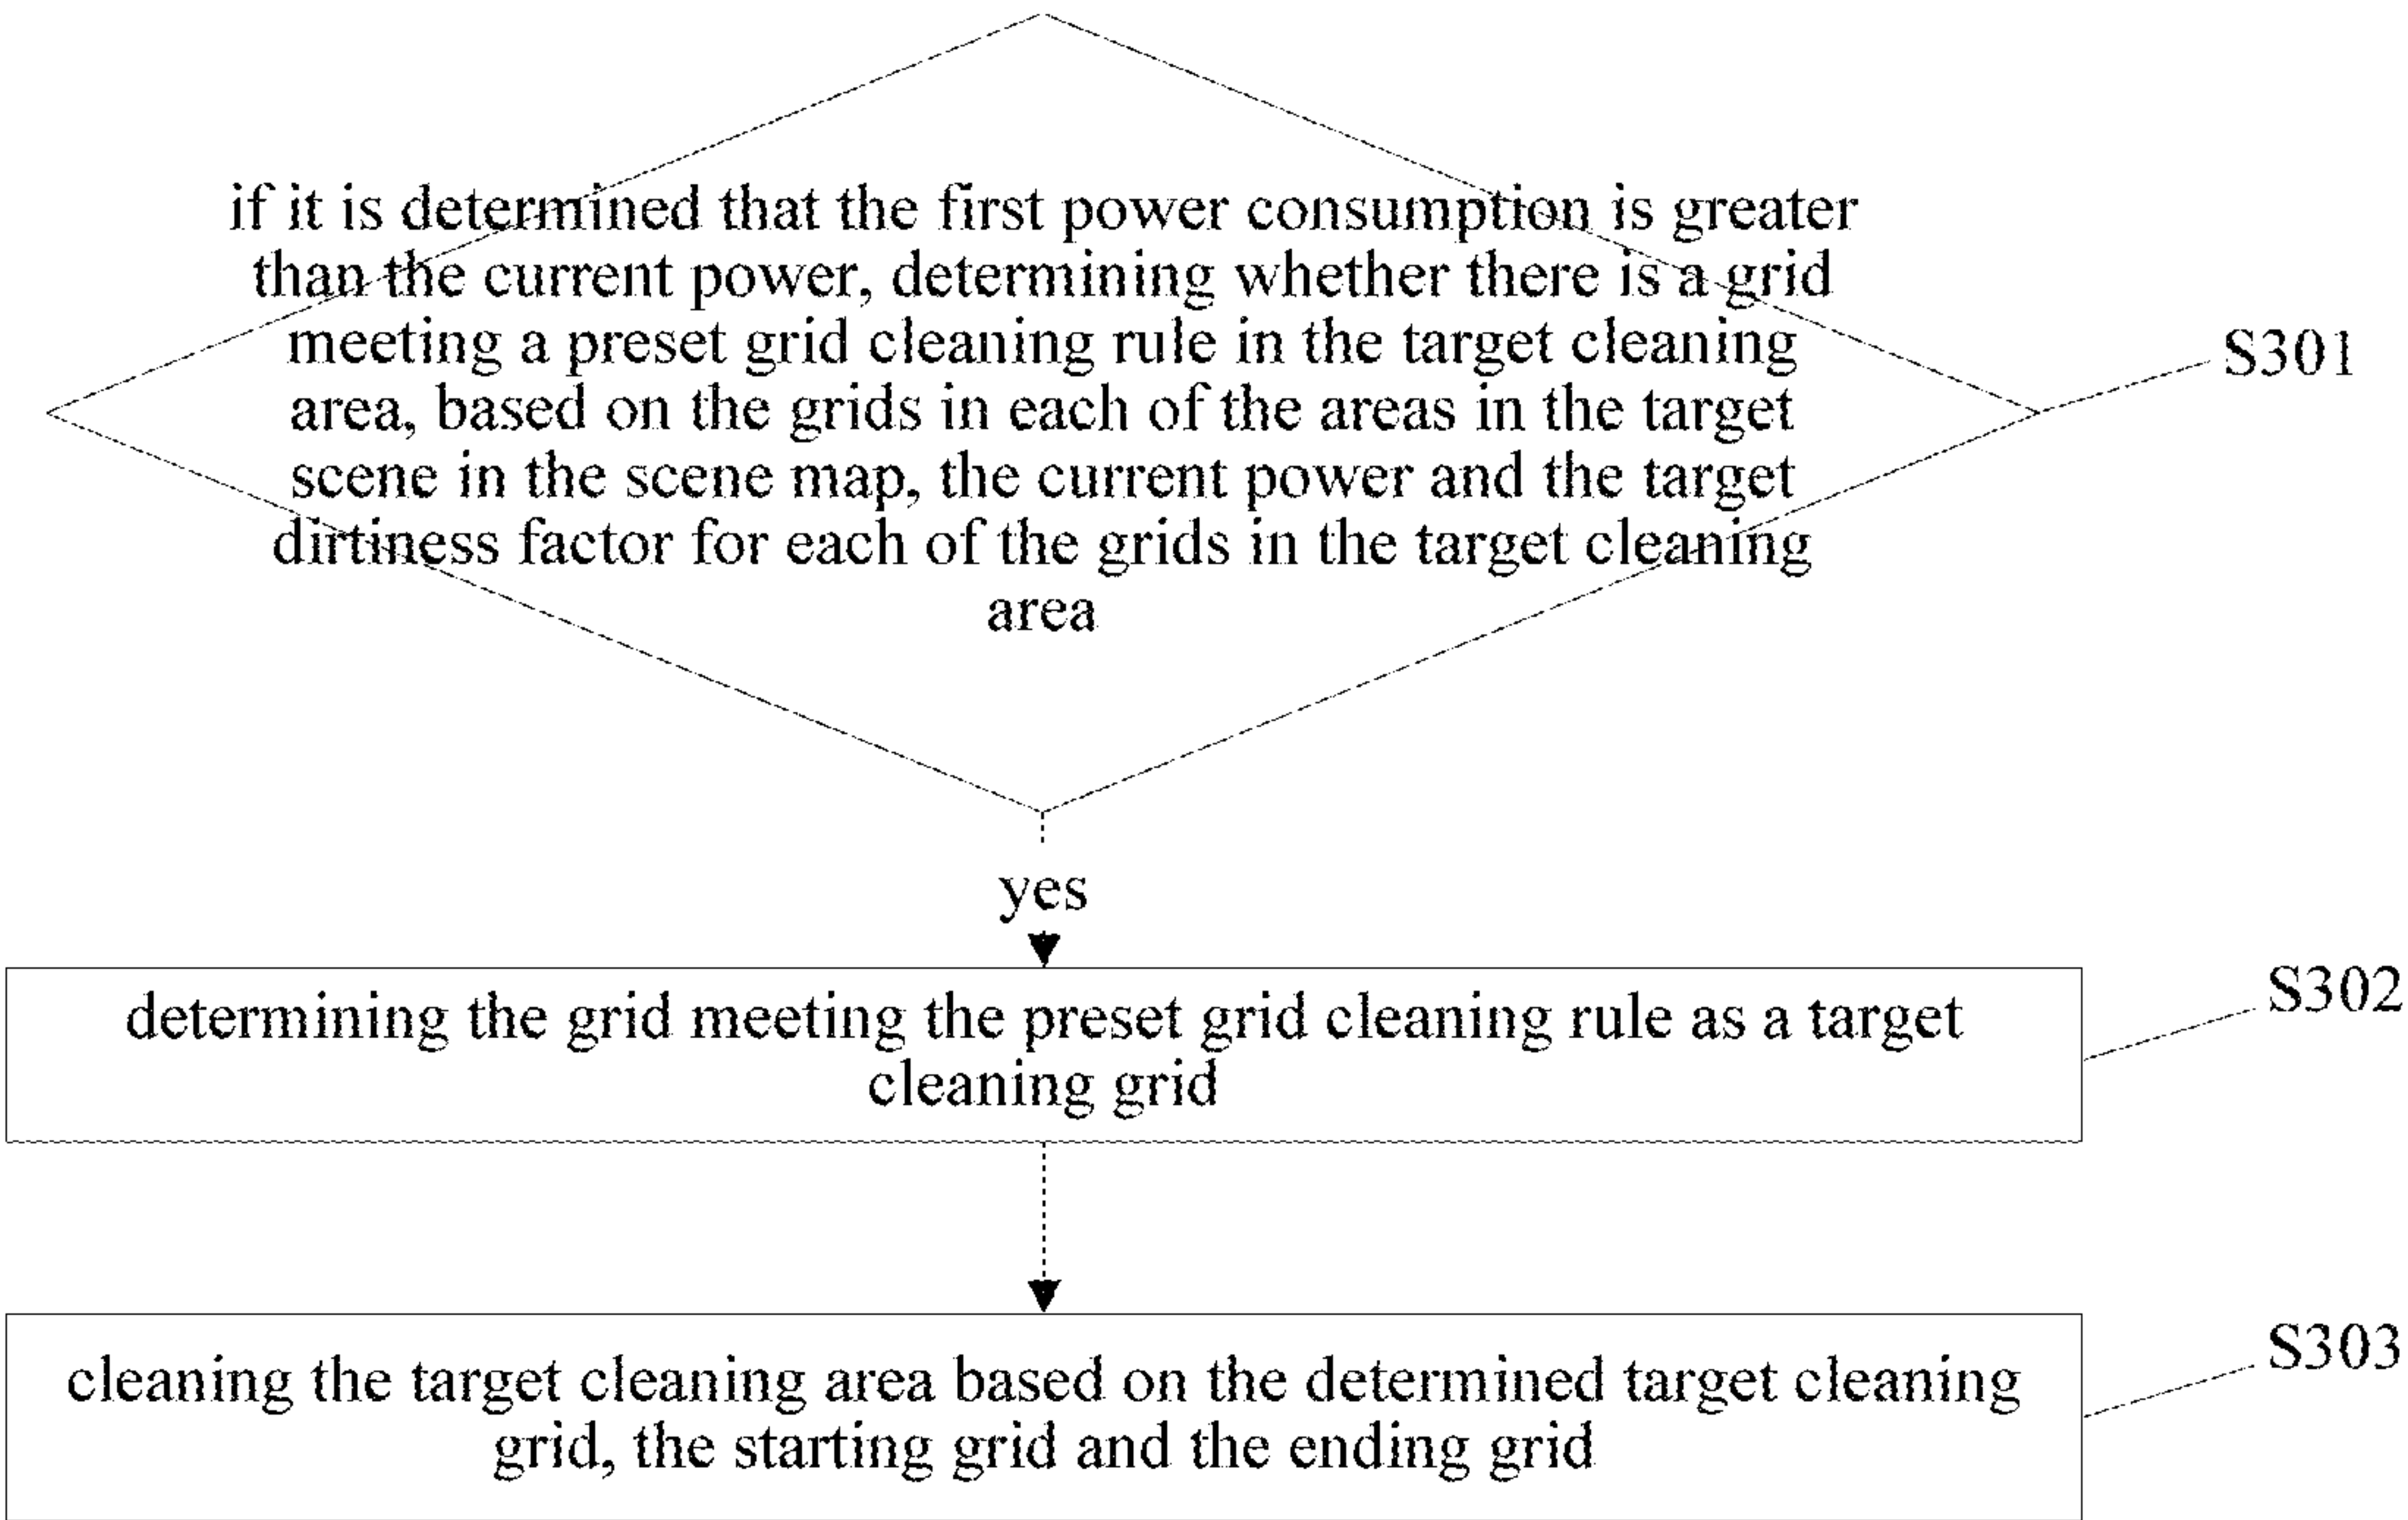 if it is determined that the first power consumption is greater
than the current power, determining whether there is a grid
meeting a preset grid cleaning rule in the target cleaning
area, based on the grids in each of the areas in the target
scene in the scene map, the current power and the target
dirtiness factor for each of the grids in the target cleaning
area
S301
yes
determining the grid meeting the preset grid cleaning rule as a target
cleaning grid
S302
cleaning the target cleaning area based on the determined target cleaning
grid, the starting grid and the ending grid
S303